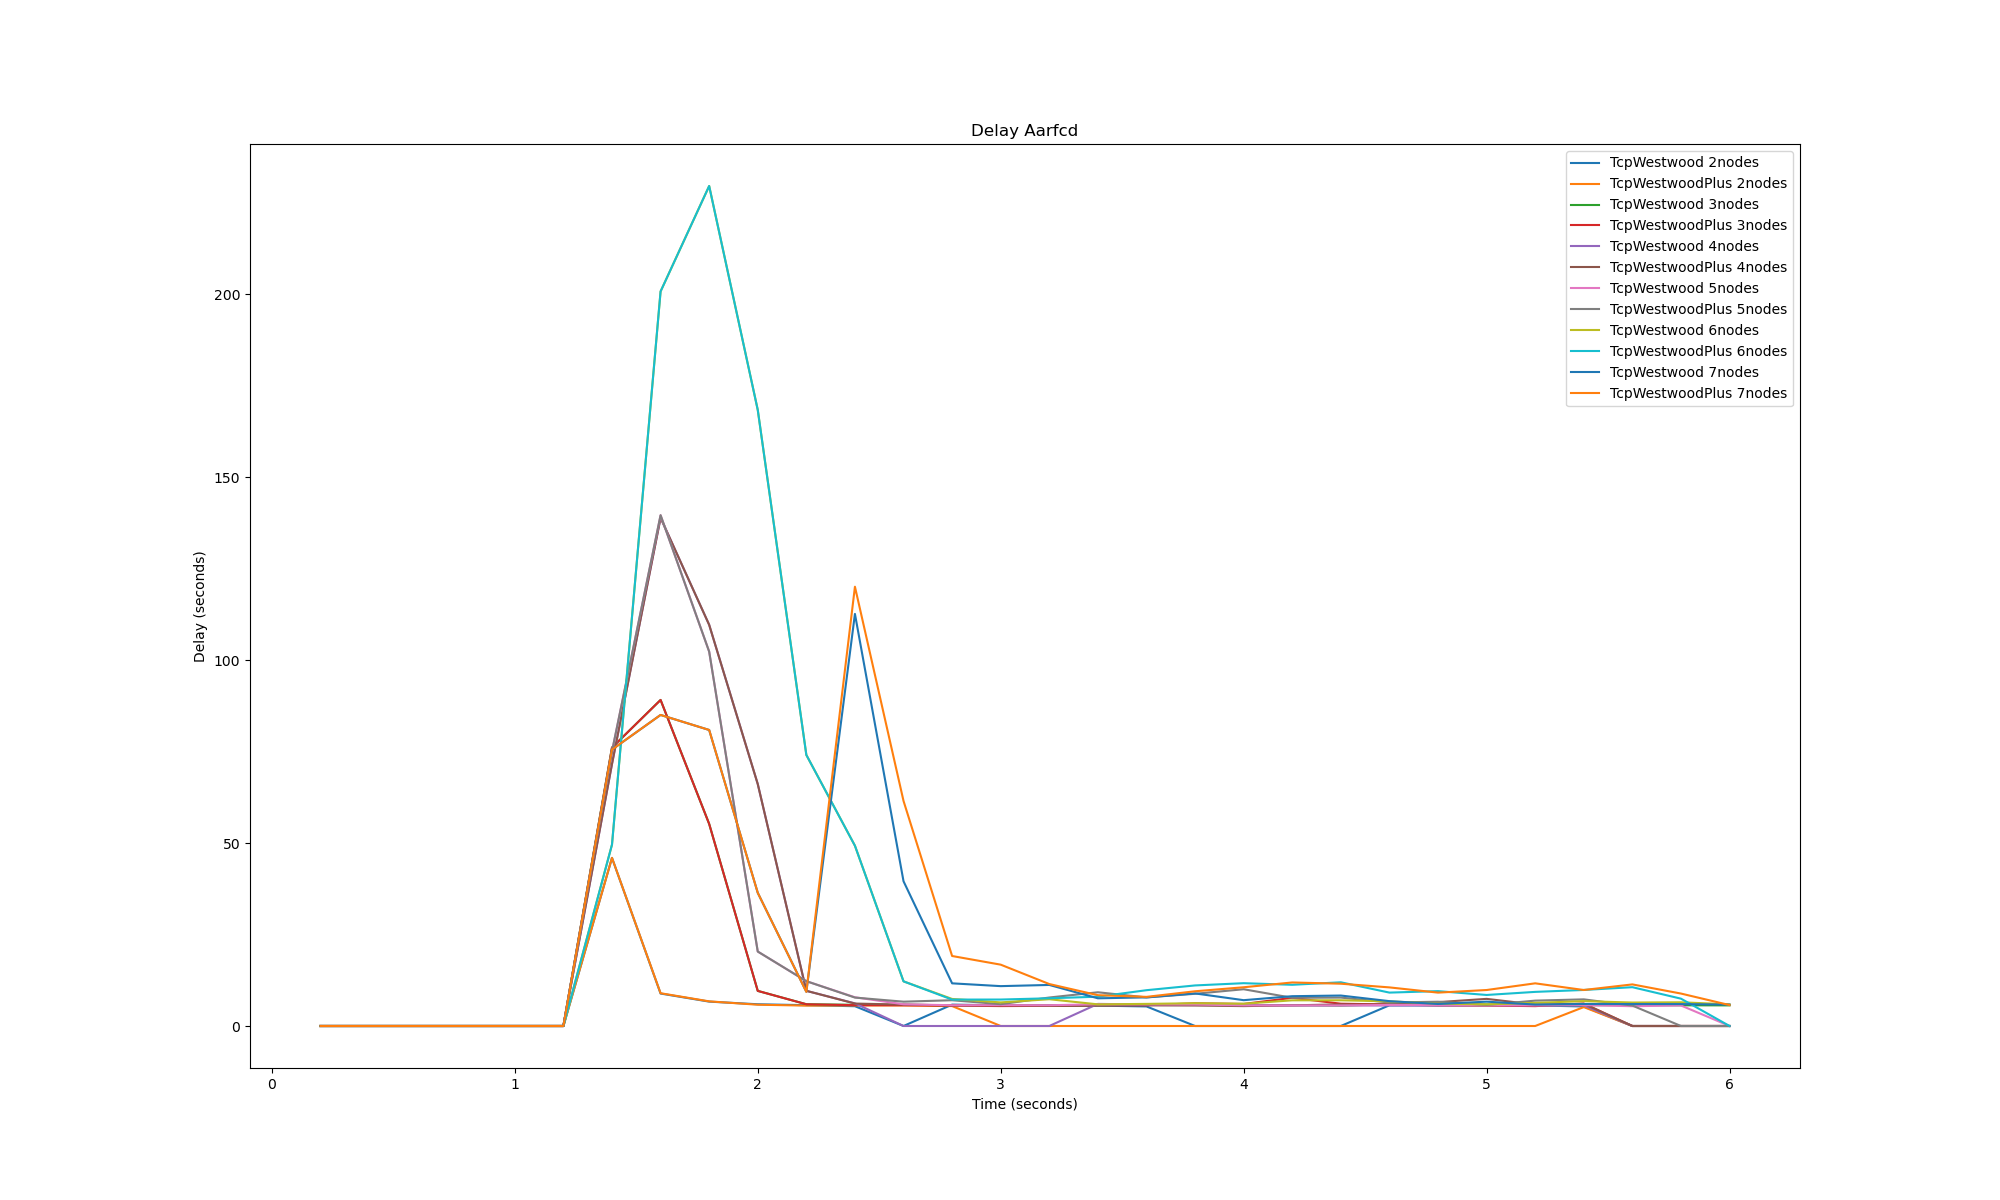 Delay Aarfcd
TcpWestwood 2nodes
TcpWestwoodPlus 2nodes
TcpWestwood 3nodes
TcpWestwoodPlus 3nodes
TcpWestwood 4nodes
TcpWestwoodPlus 4nodes
TcpWestwood 5nodes
TcpWestwoodPlus 5nodes
TcpWestwood 6nodes
TcpWestwoodPlus 6nodes
TcpWestwood 7nodes
TcpWestwoodPlus 7nodes
200
150
100
50
0
Delay (seconds)
0 1 2 3 4 5 6
Time (seconds)